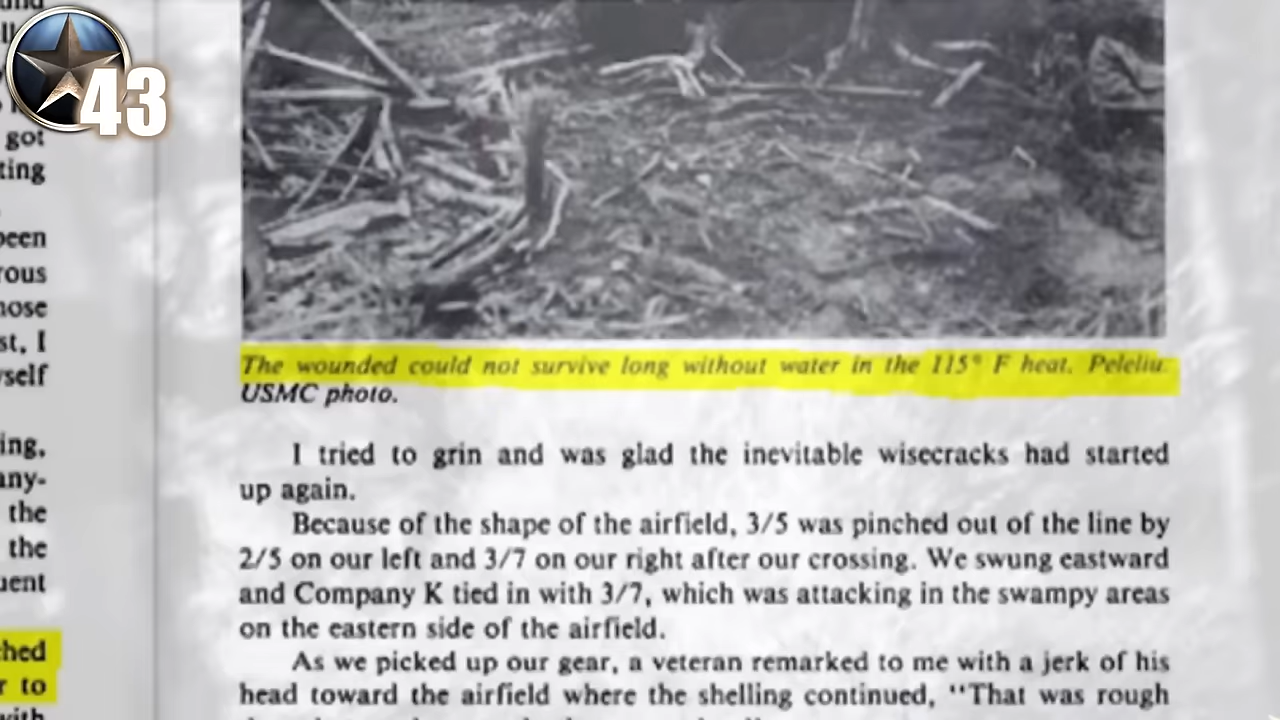 43
got
ting
been
rous
hose
st, I
self
ing.
any-
the
the
uent
ched
r to
with
The wounded could not survive long without water in the 115° F heat. Peleliu.
USMC photo.
I tried to grin and was glad the inevitable wisecracks had started
up again.
Because of the shape of the airfield, 3/5 was pinched out of the line by
2/5 on our left and 3/7 on our right after our crossing. We swung eastward
and Company K tied in with 3/7, which was attacking in the swampy areas
on the eastern side of the airfield.
As we picked up our gear, a veteran remarked to me with a jerk of his
head toward the airfield where the shelling continued, “That was rough